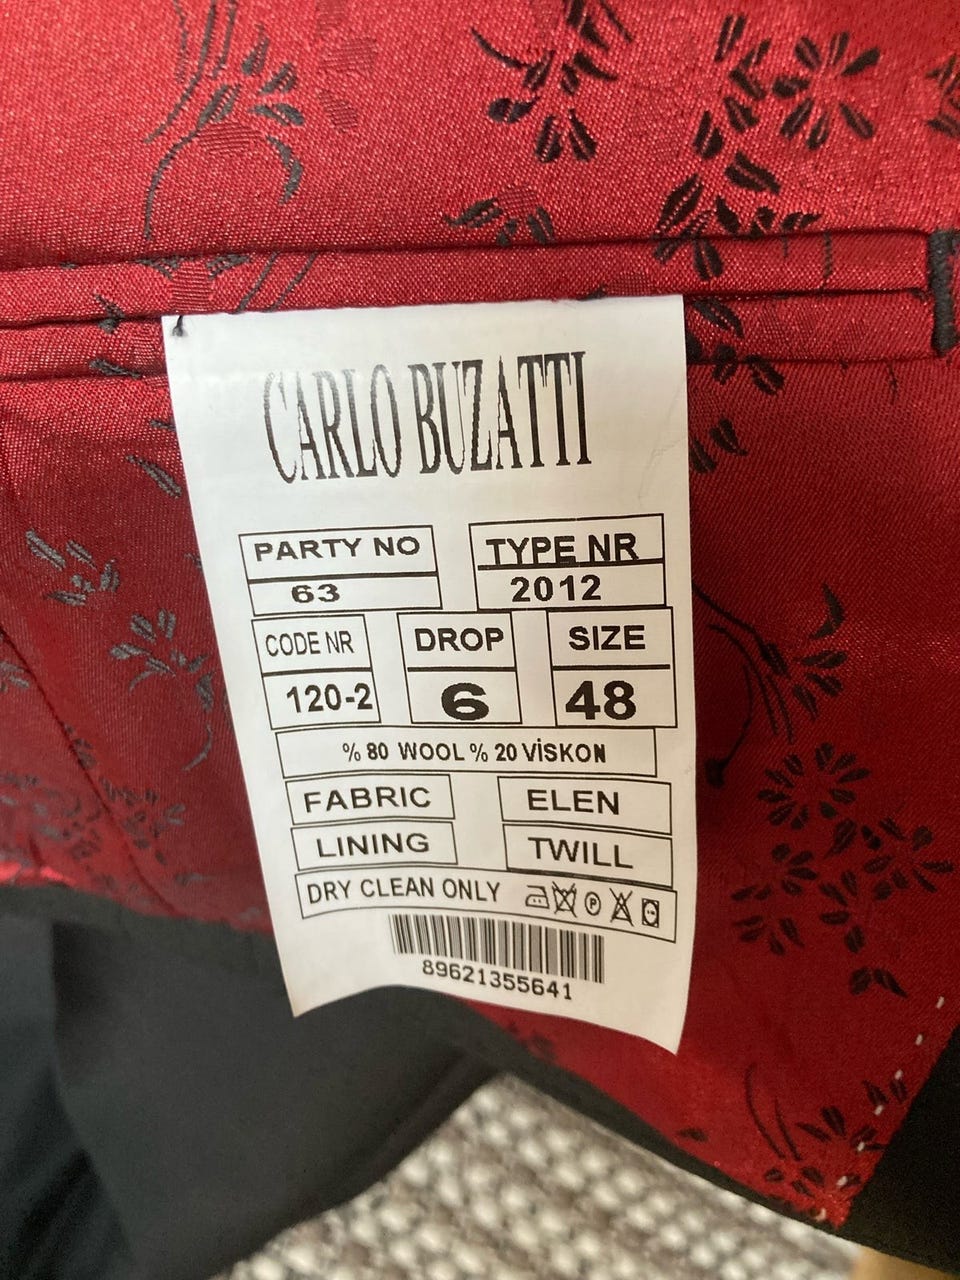 CARLO BUZATTI
PARTY NO
63
TYPE NR
2012
CODE NR
120-2
DROP
6
SIZE
48
% 80 WOOL % 20 VİSKON
FABRIC
ELEN
LINING
TWILL
DRY CLEAN ONLY P
89621355641